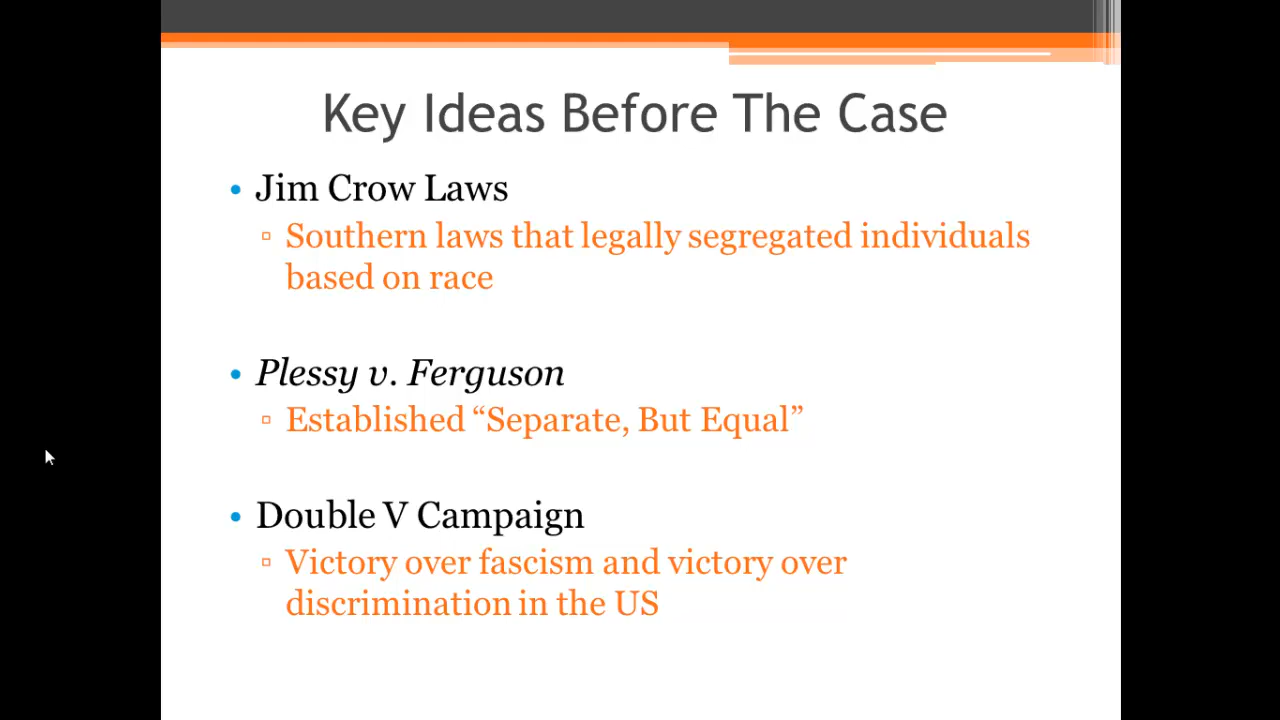 Key Ideas Before The Case
• Jim Crow Laws
▫ Southern laws that legally segregated individuals
based on race
• Plessy v. Ferguson
▫ Established “Separate, But Equal”
• Double V Campaign
▫ Victory over fascism and victory over
discrimination in the US